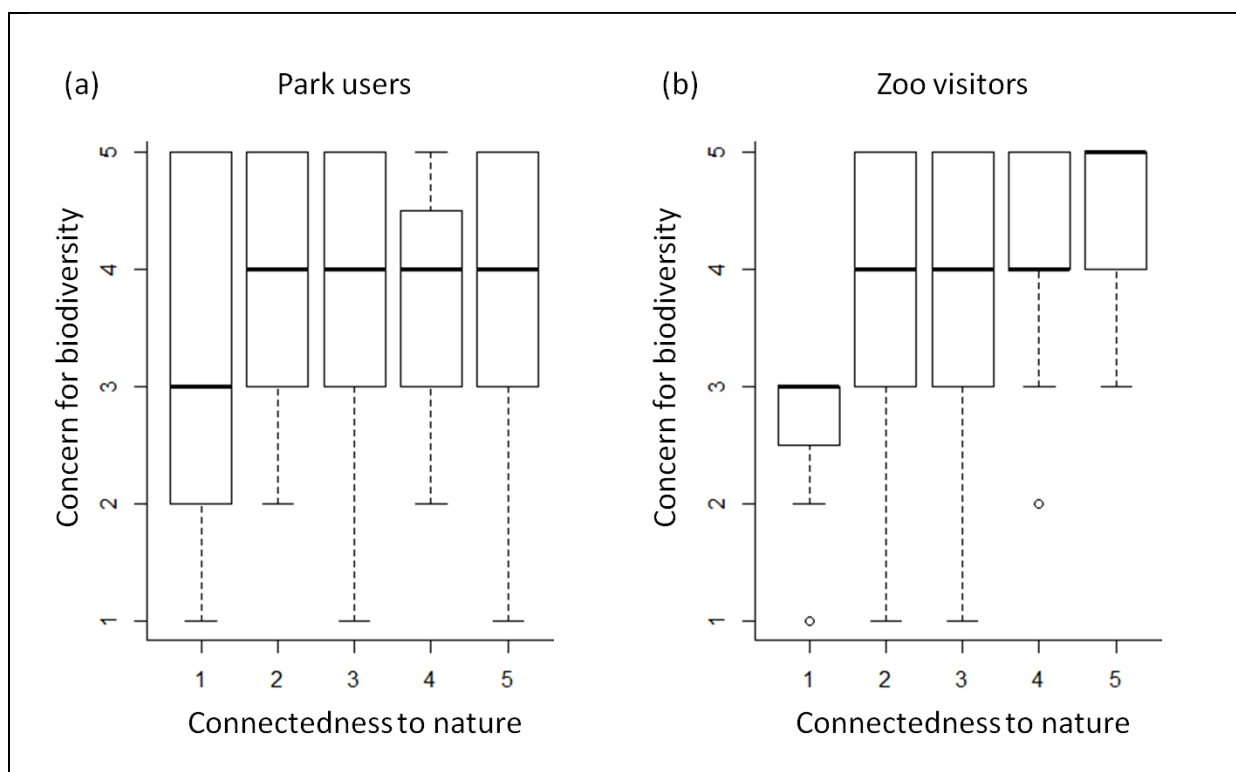 (a) Park users
Concern for biodiversity
5
4
3
2
1
1 2 3 4 5
Connectedness to nature
(b) Zoo visitors
Concern for biodiversity
5
4
3
2
1
1 2 3 4 5
Connectedness to nature